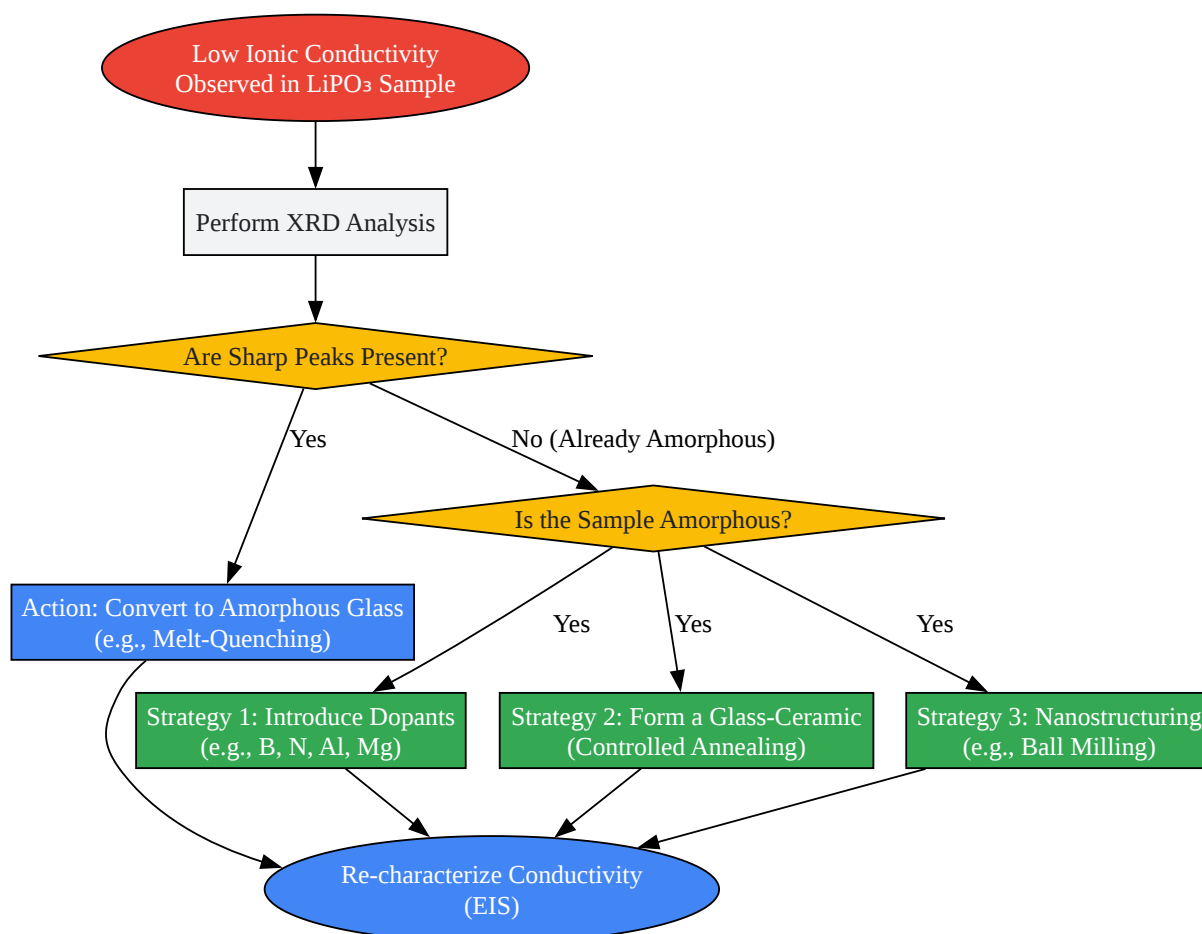 Low Ionic Conductivity
Observed in LiPO₃ Sample
Perform XRD Analysis
Are Sharp Peaks Present?
Yes
No (Already Amorphous)
Is the Sample Amorphous?
Action: Convert to Amorphous Glass
(e.g., Melt-Quenching)
Yes
Yes
Yes
Strategy 1: Introduce Dopants
(e.g., B, N, Al, Mg)
Strategy 2: Form a Glass-Ceramic
(Controlled Annealing)
Strategy 3: Nanostructuring
(e.g., Ball Milling)
Re-characterize Conductivity
(EIS)